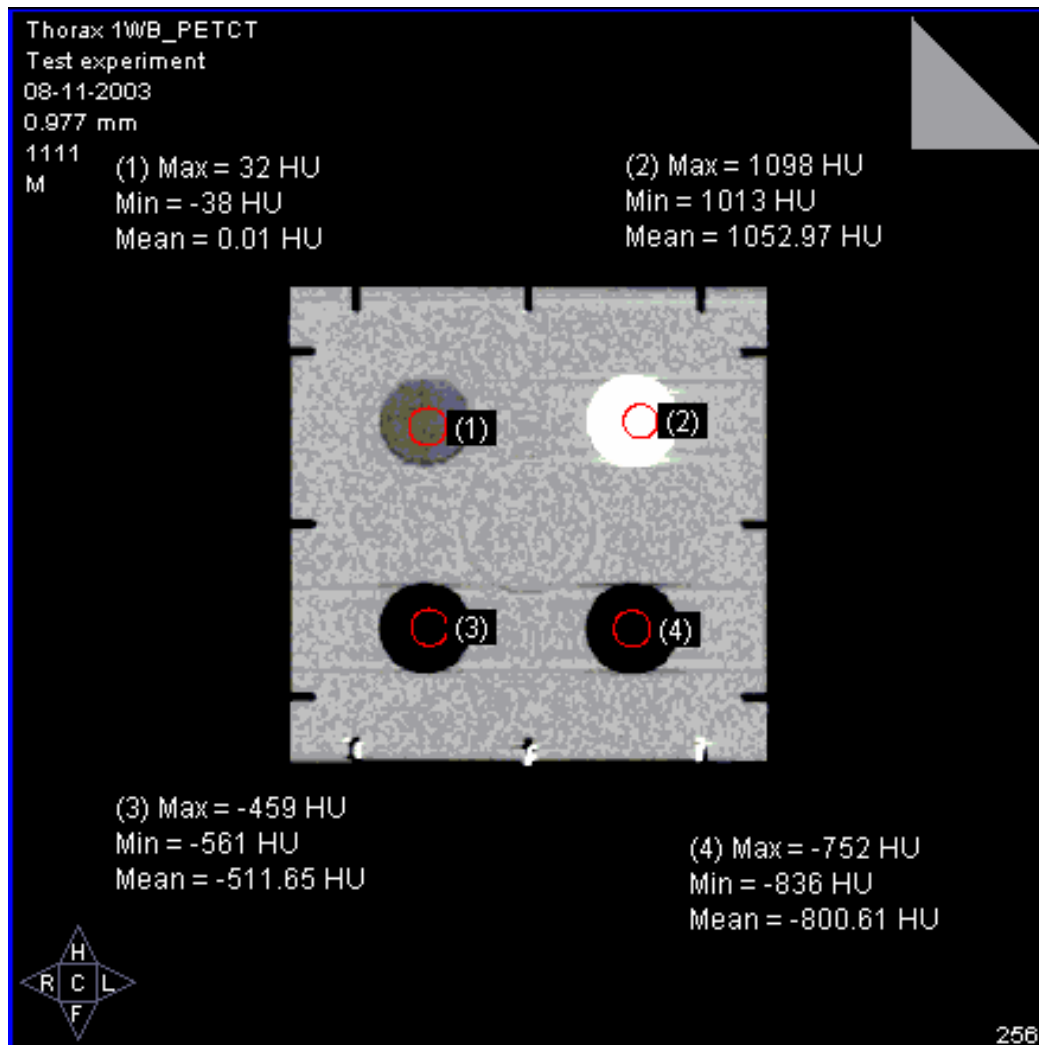 Thorax 1WB_PETCT
Test experiment
08-11-2003
0.977 mm
1111
M
(1) Max = 32 HU
Min = -38 HU
Mean = 0.01 HU
(2) Max = 1098 HU
Min = 1013 HU
Mean = 1052.97 HU
(1)
(2)
(3)
(4)
(3) Max = -459 HU
Min = -561 HU
Mean = -511.65 HU
(4) Max = -752 HU
Min = -836 HU
Mean = -800.61 HU
H
R C L
F
256